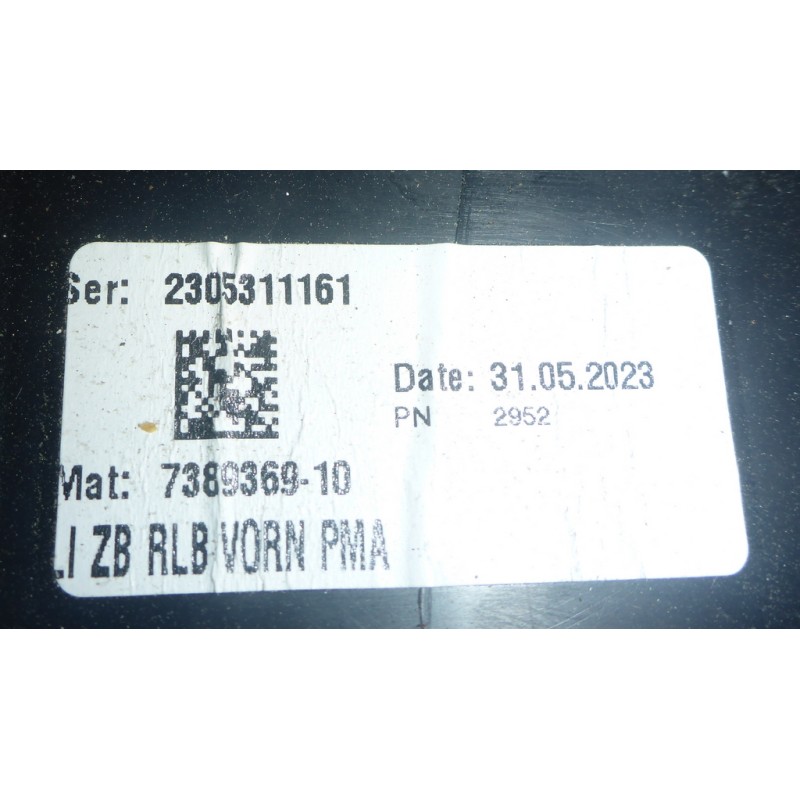 Ser: 2305311161
Date: 31.05.2023
PN 2952
Mat: 7389369-10
LI ZB RLB VORN PMA